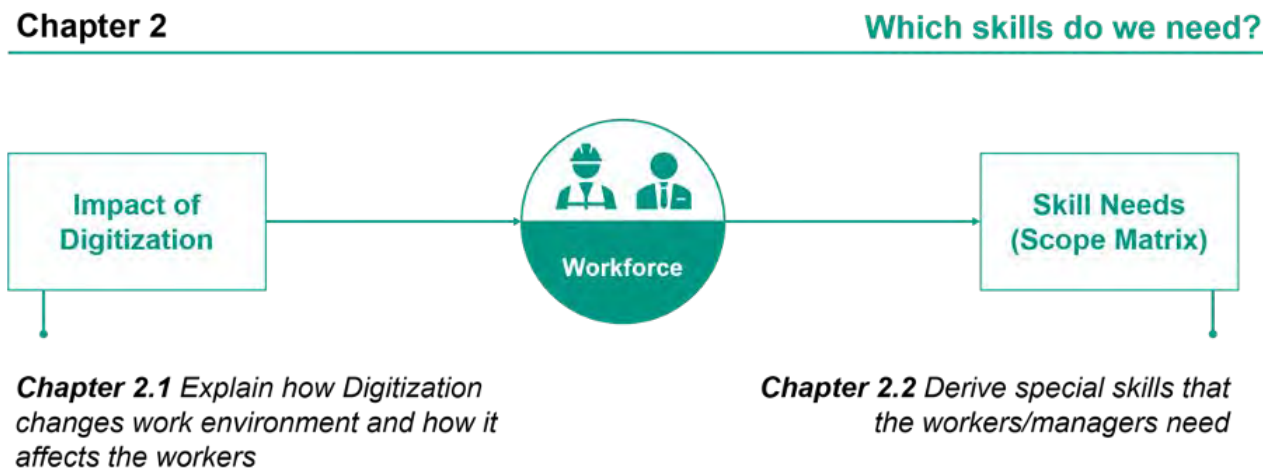 Chapter 2
Which skills do we need?
Impact of
Digitization
Workforce
Skill Needs
(Scope Matrix)
Chapter 2.1 Explain how Digitization
changes work environment and how it
affects the workers
Chapter 2.2 Derive special skills that
the workers/managers need